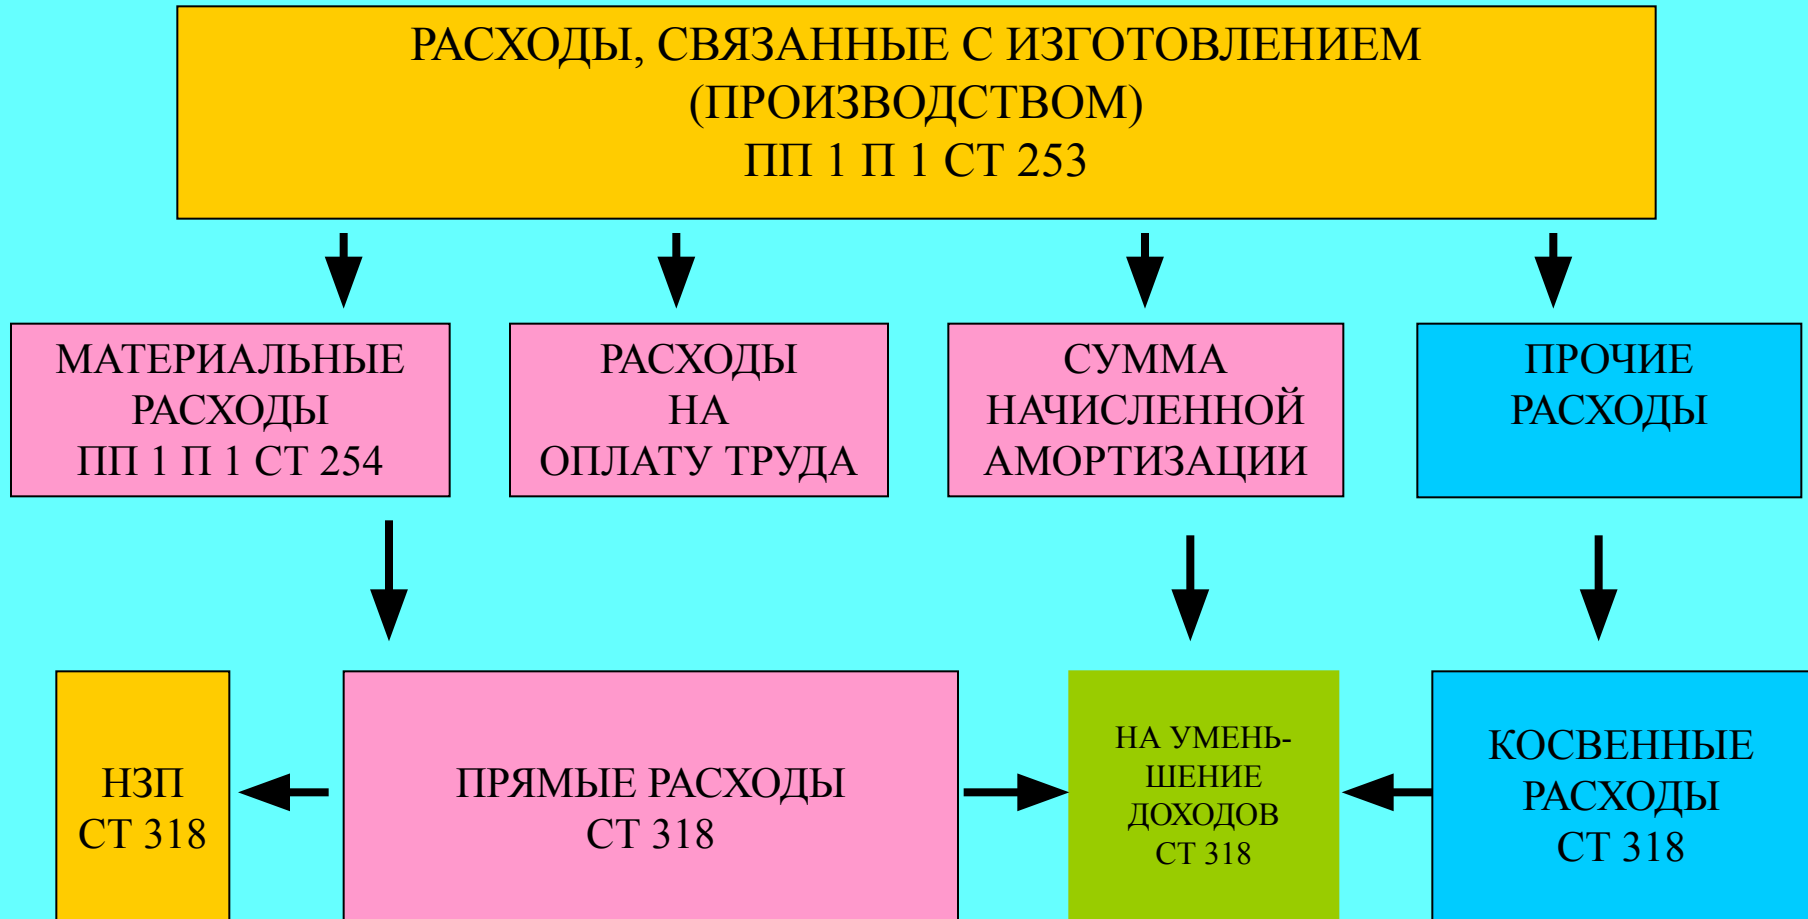 РАСХОДЫ, СВЯЗАННЫЕ С ИЗГОТОВЛЕНИЕМ
(ПРОИЗВОДСТВОМ)
ПП 1 П 1 СТ 253
МАТЕРИАЛЬНЫЕ
РАСХОДЫ
ПП 1 П 1 СТ 254
РАСХОДЫ
НА
ОПЛАТУ ТРУДА
СУММА
НАЧИСЛЕННОЙ
АМОРТИЗАЦИИ
ПРОЧИЕ
РАСХОДЫ
НЗП
СТ 318
ПРЯМЫЕ РАСХОДЫ
СТ 318
НА УМЕНЬ-
ШЕНИЕ
ДОХОДОВ
СТ 318
КОСВЕННЫЕ
РАСХОДЫ
СТ 318